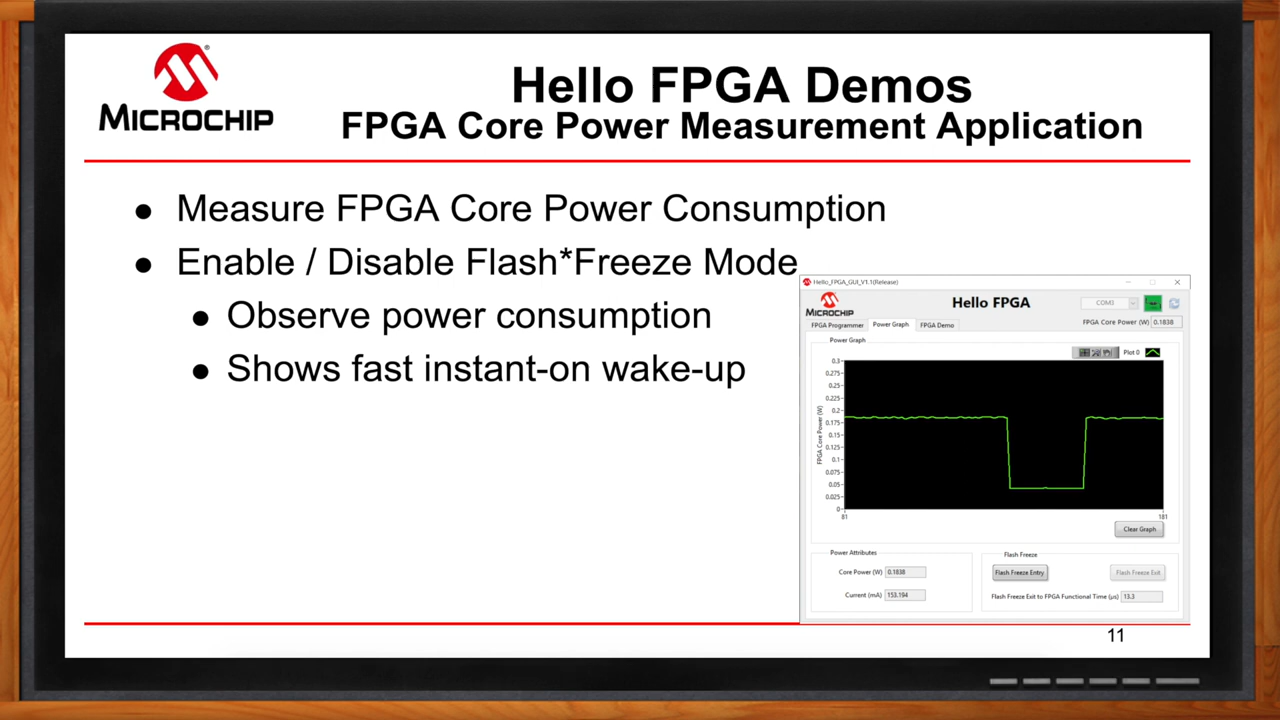 MICROCHIP
Hello FPGA Demos
FPGA Core Power Measurement Application
● Measure FPGA Core Power Consumption
● Enable / Disable Flash*Freeze Mode
● Observe power consumption
● Shows fast instant-on wake-up
Hello_FPGA_GUI_V1.1(Release)
MICROCHIP
Hello FPGA
COM3
FPGA Programmer
Power Graph
FPGA Demo
FPGA Core Power (W) 0.1838
Power Graph
Plot 0
FPGA Core Power (W)
0.3
0.275
0.25
0.225
0.2
0.175
0.15
0.125
0.1
0.075
0.05
0.025
0
81
181
Clear Graph
Power Attributes
Core Power (W) 0.1838
Current (mA) 153.194
Flash Freeze
Flash Freeze Entry
Flash Freeze Exit
Flash Freeze Exit to FPGA Functional Time (µs) 13.3
11